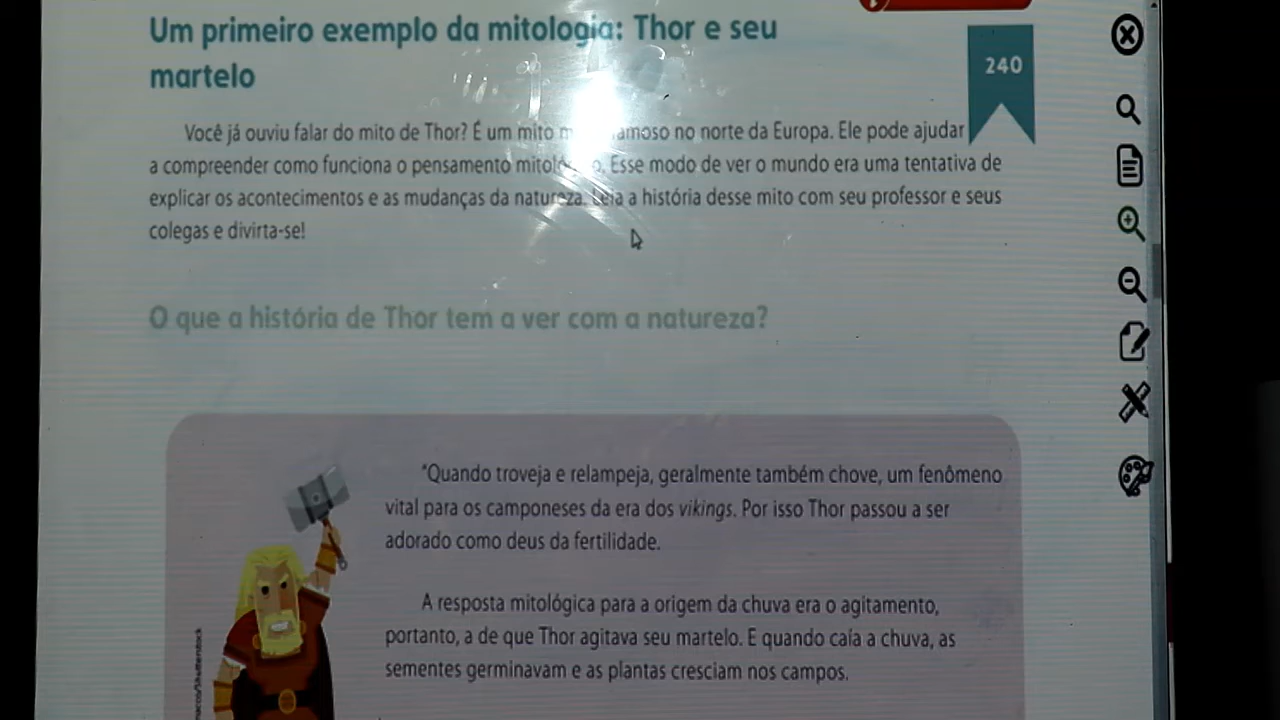 Um primeiro exemplo da mitologia: Thor e seu
martelo
240
Você já ouviu falar do mito de Thor? É um mito famoso no norte da Europa. Ele pode ajudar
a compreender como funciona o pensamento mitológico. Esse modo de ver o mundo era uma tentativa de
explicar os acontecimentos e as mudanças da natureza. Leia a história desse mito com seu professor e seus
colegas e divirta-se!
O que a história de Thor tem a ver com a natureza?
"Quando troveja e relampeja, geralmente também chove, um fenômeno
vital para os camponeses da era dos vikings. Por isso Thor passou a ser
adorado como deus da fertilidade.
A resposta mitológica para a origem da chuva era o agitamento,
portanto, a de que Thor agitava seu martelo. E quando caía a chuva, as
sementes germinavam e as plantas cresciam nos campos.